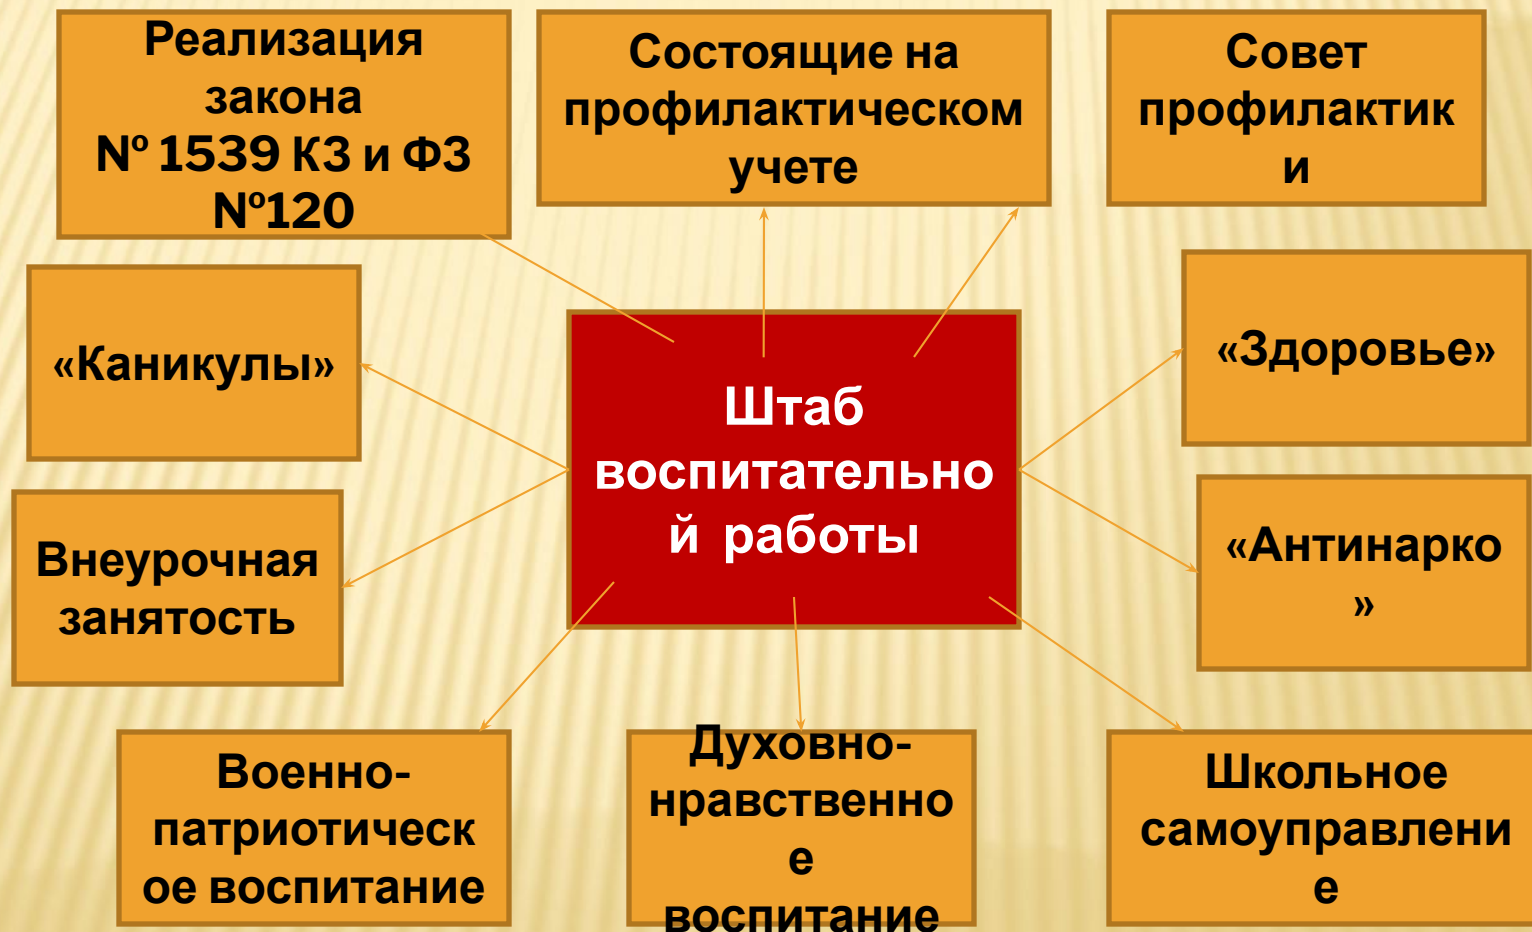 Реализация
закона
№ 1539 КЗ и ФЗ
№120
Состоящие на
профилактическом
учете
Совет
профилактик
и
«Каникулы»
«Здоровье»
Штаб
воспитательно
й работы
Внеурочная
занятость
«Антинарко
»
Военно-
патриотическ
ое воспитание
Духовно-
нравственно
е
воспитание
Школьное
самоуправлени
е